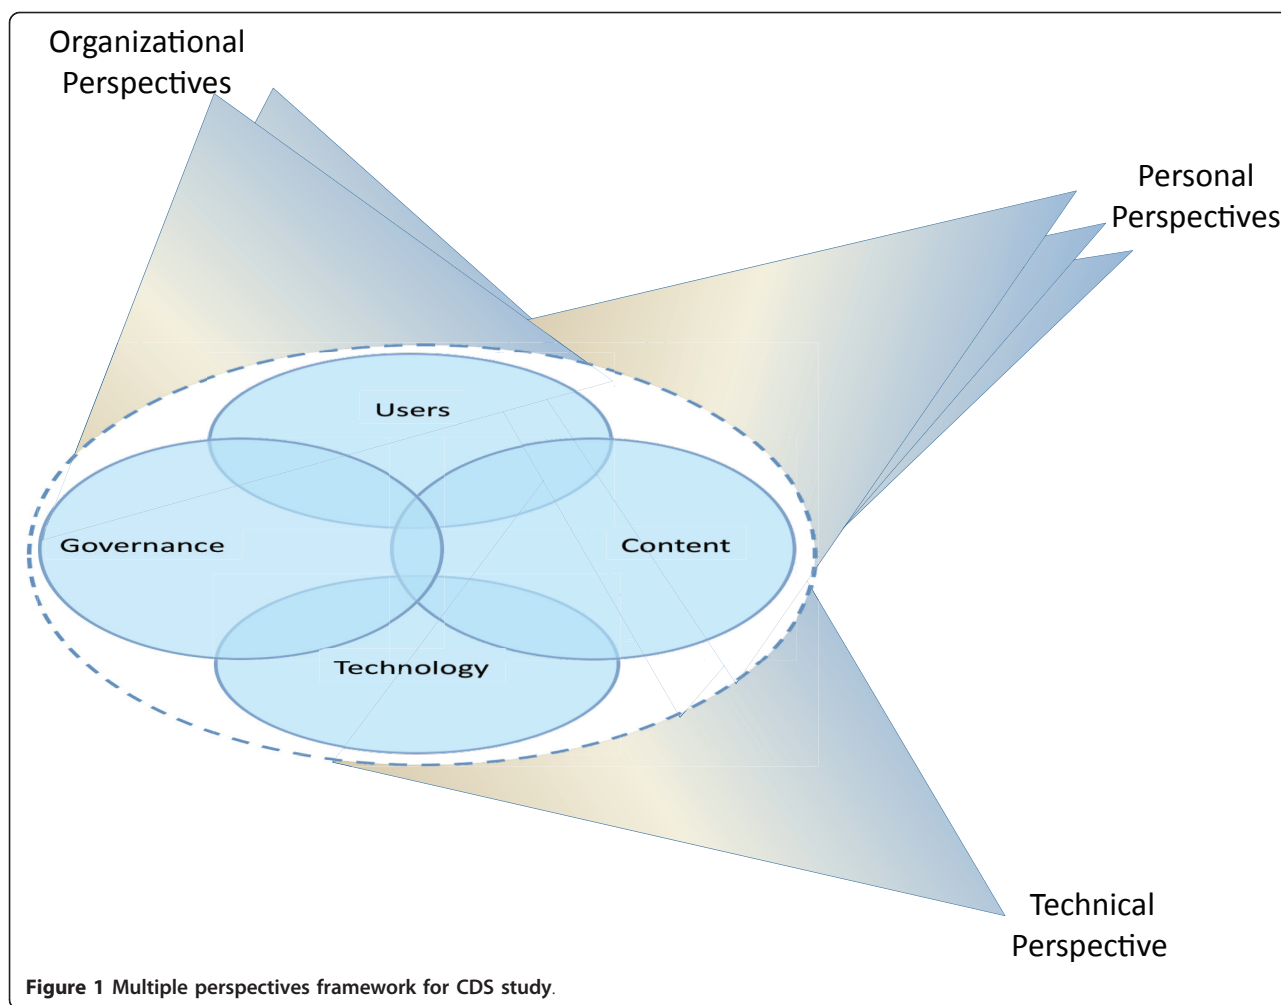 Organizational
Perspectives
Personal
Perspectives
Users
Governance
Content
Technology
Technical
Perspective
Figure 1 Multiple perspectives framework for CDS study.